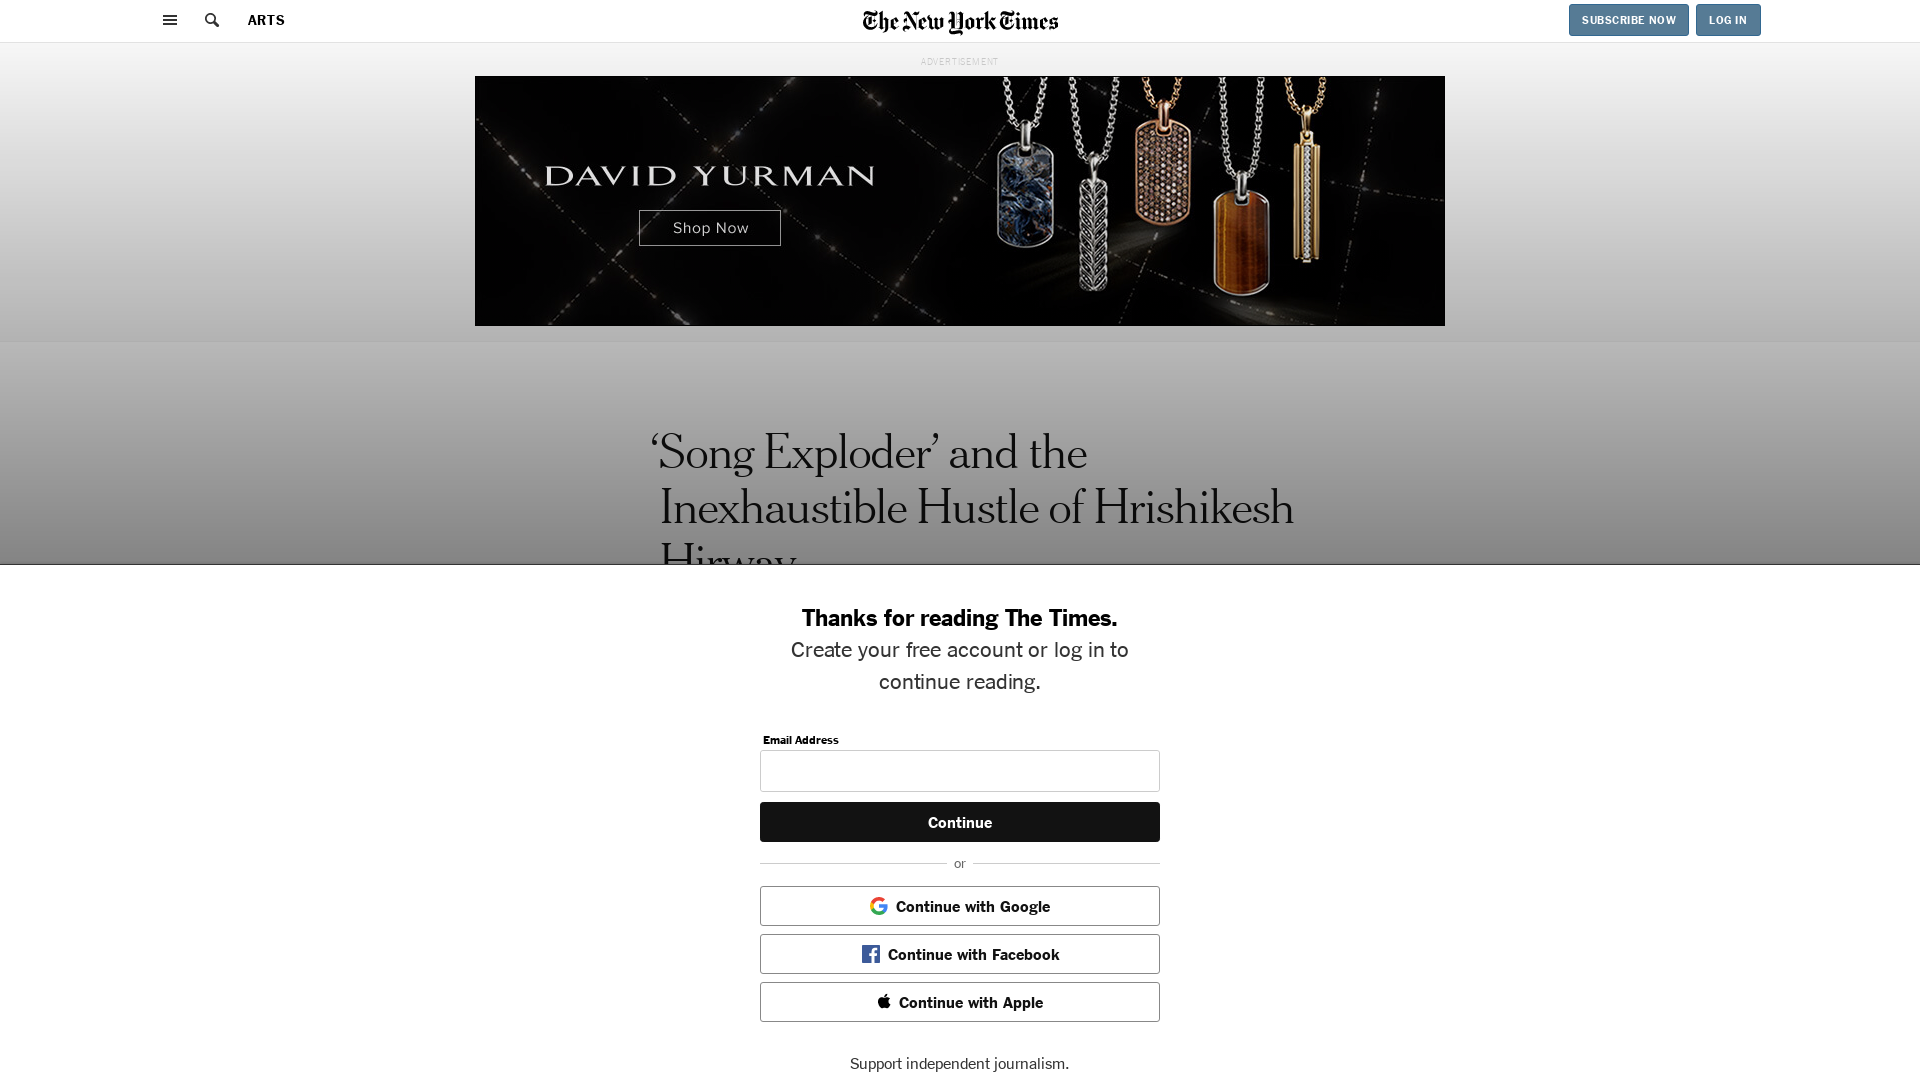 ARTS
The New York Times
SUBSCRIBE NOW
LOG IN
ADVERTISEMENT
DAVID YURMAN
Shop Now
‘Song Exploder’ and the
Inexhaustible Hustle of Hrishikesh
Hirway
Thanks for reading The Times.
Create your free account or log in to
continue reading.
Email Address
Continue
or
Continue with Google
Continue with Facebook
Continue with Apple
Support independent journalism.